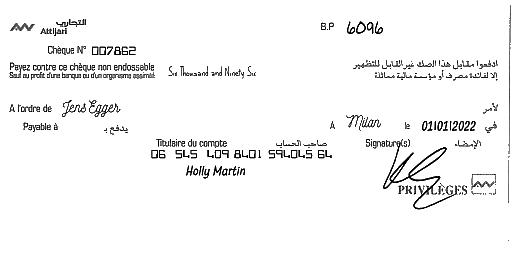 التجاري
Attijari
B.P 6096
Chèque N° 007862
Payez contre ce chèque non endossable
Sauf au profit d'une banque ou d'un organisme assimilé
Six Thousand and Ninety Six
ادفعوا مقابل هذا الصك غير القابل للتظهير
إلا لفائدة مصرف أو مؤسسة مالية مماثلة
A l'ordre de Jens Egger
لأمر
Payable à يدفع بـ
A Milan le 01/01/2022 في
Titulaire du compte صاحب الحساب
Signature(s) الإمضاء
06 545 409 8401 594045 64
Holly Martin
PRIVILÈGES